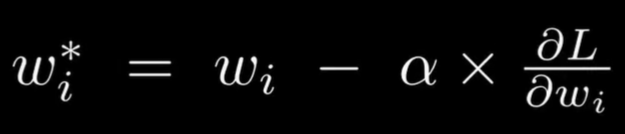 w_i^* = w_i − α × ∂L/∂w_i